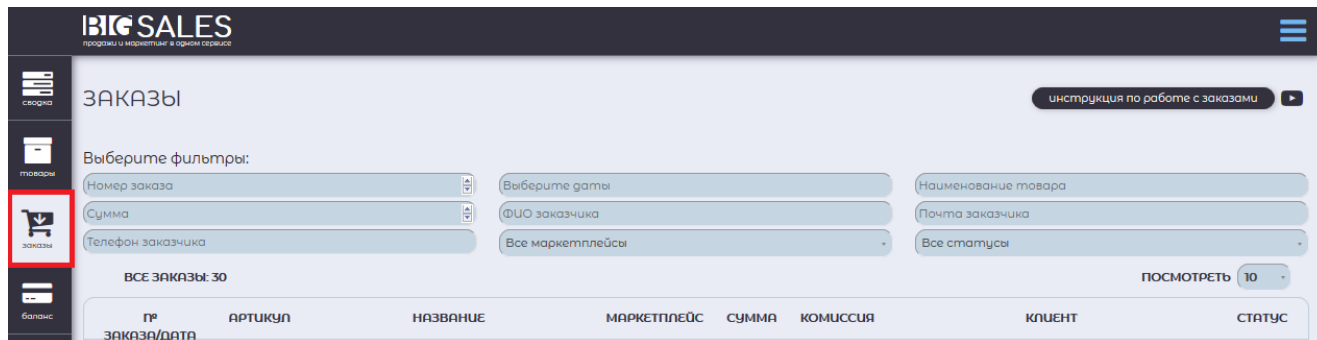 BIG SALES
продажи и маркетинг в одном сервисе
сводка
ЗАКАЗЫ
инструкция по работе с заказами
товары
Выберите фильтры:
Номер заказа
Выберите даты
Наименование товара
Сумма
ФИО заказчика
Почта заказчика
заказы
Телефон заказчика
Все маркетплейсы
Все статусы
ВСЕ ЗАКАЗЫ: 30
ПОСМОТРЕТЬ 10
баланс
№ ЗАКАЗА/ДАТА
АРТИКУЛ
НАЗВАНИЕ
МАРКЕТПЛЕЙС
СУММА
КОМИССИЯ
КЛИЕНТ
СТАТУС